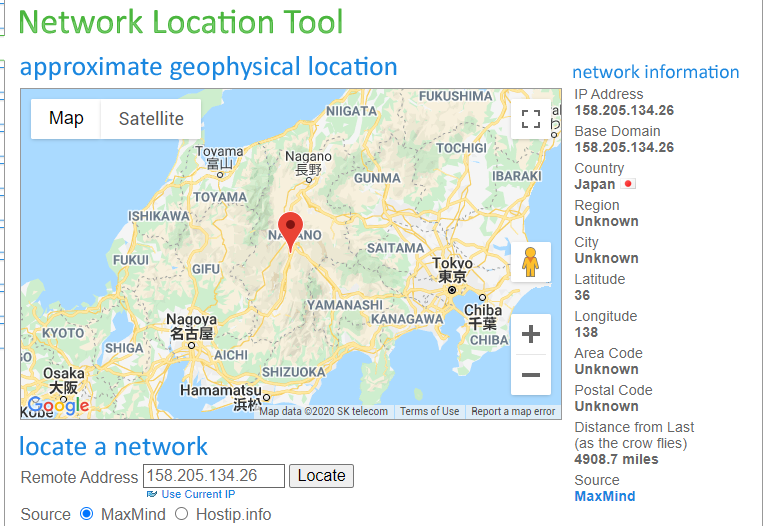 Network Location Tool
approximate geophysical location
Map
Satellite
FUKUSHIMA
NIIGATA
Toyama
富山
Nagano
長野
TOCHIGI
GUNMA
IBARAKI
TOYAMA
ISHIKAWA
NAGANO
SAITAMA
FUKUI
GIFU
Tokyo
東京
YAMANASHI
Chiba
千葉
Nagoya
名古屋
KANAGAWA
KYOTO
SHIGA
AICHI
CHIBA
SHIZUOKA
Osaka
大阪
Hamamatsu
浜松
Kobe
Google
Map data ©2020 SK telecom
Terms of Use
Report a map error
network information
IP Address
158.205.134.26
Base Domain
158.205.134.26
Country
Japan
Region
Unknown
City
Unknown
Latitude
36
Longitude
138
Area Code
Unknown
Postal Code
Unknown
Distance from Last
(as the crow flies)
4908.7 miles
Source
MaxMind
locate a network
Remote Address 158.205.134.26 Locate
Use Current IP
Source MaxMind Hostip.info